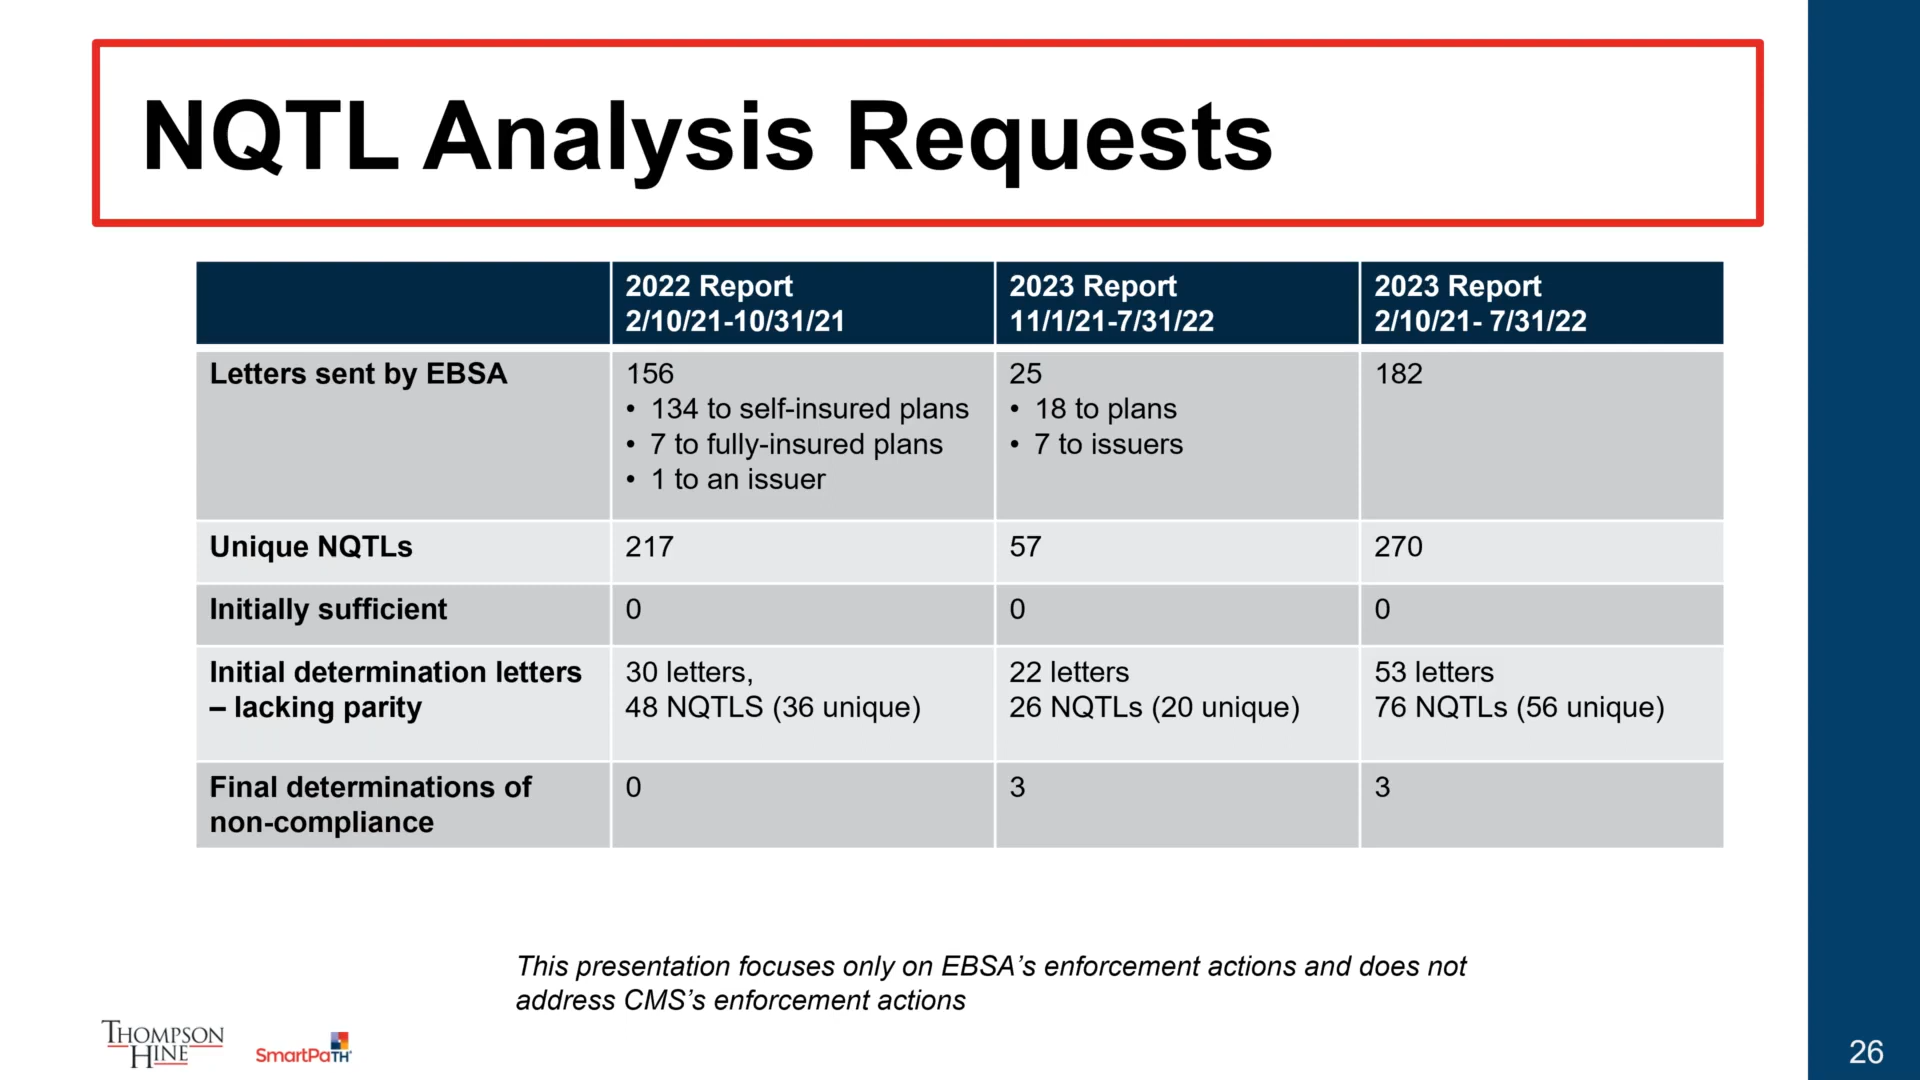 NQTL Analysis Requests
2022 Report
2/10/21-10/31/21
2023 Report
11/1/21-7/31/22
2023 Report
2/10/21- 7/31/22
Letters sent by EBSA
156
• 134 to self-insured plans
• 7 to fully-insured plans
• 1 to an issuer
25
• 18 to plans
• 7 to issuers
182
Unique NQTLs
217
57
270
Initially sufficient
0
0
0
Initial determination letters
– lacking parity
30 letters,
48 NQTLS (36 unique)
22 letters
26 NQTLs (20 unique)
53 letters
76 NQTLs (56 unique)
Final determinations of
non-compliance
0
3
3
This presentation focuses only on EBSA’s enforcement actions and does not
address CMS’s enforcement actions
THOMPSON
HINE
SmartPaTH
26